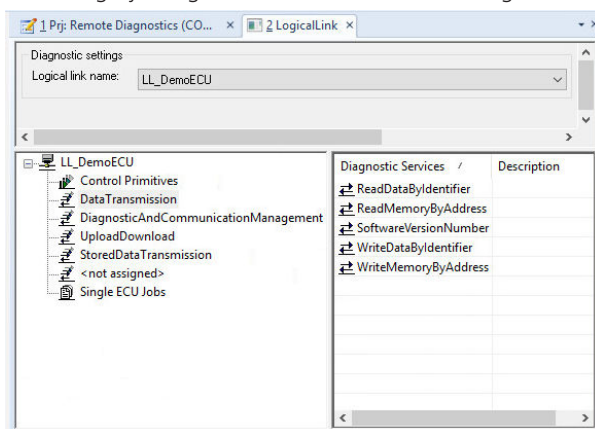 1 Prj: Remote Diagnostics (CO... × 2 LogicalLink ×
Diagnostic settings
Logical link name: LL_DemoECU
LL_DemoECU
Control Primitives
DataTransmission
DiagnosticAndCommunicationManagement
UploadDownload
StoredDataTransmission
<not assigned>
Single ECU Jobs
Diagnostic Services / Description
ReadDataByIdentifier
ReadMemoryByAddress
SoftwareVersionNumber
WriteDataByIdentifier
WriteMemoryByAddress